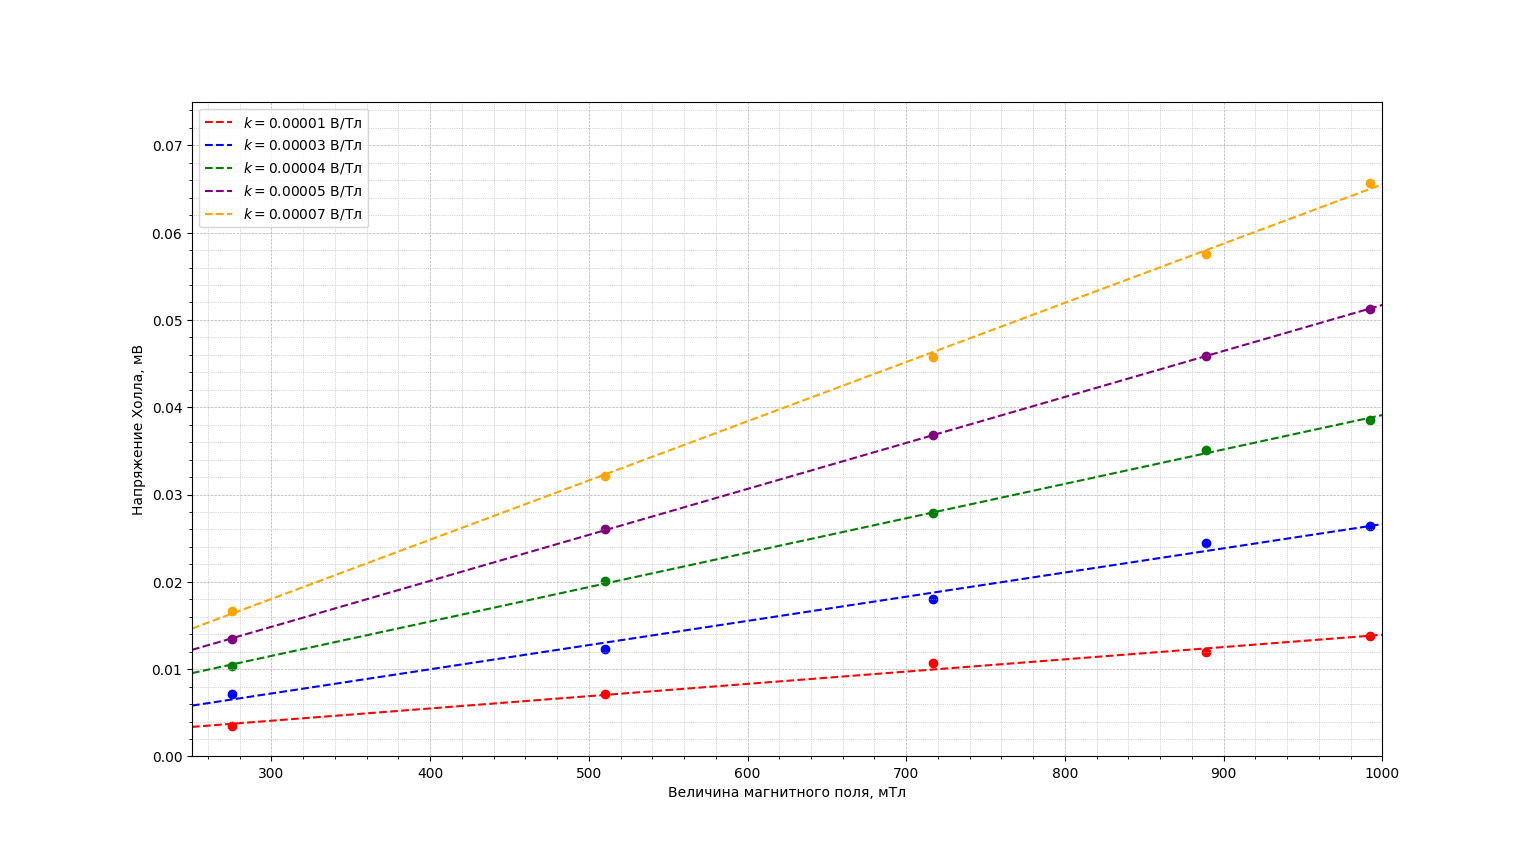 k = 0.00001 В/Тл
k = 0.00003 В/Тл
k = 0.00004 В/Тл
k = 0.00005 В/Тл
k = 0.00007 В/Тл
0.07
0.06
0.05
0.04
0.03
0.02
0.01
0.00
Напряжение Холла, мВ
300 400 500 600 700 800 900 1000
Величина магнитного поля, мТл